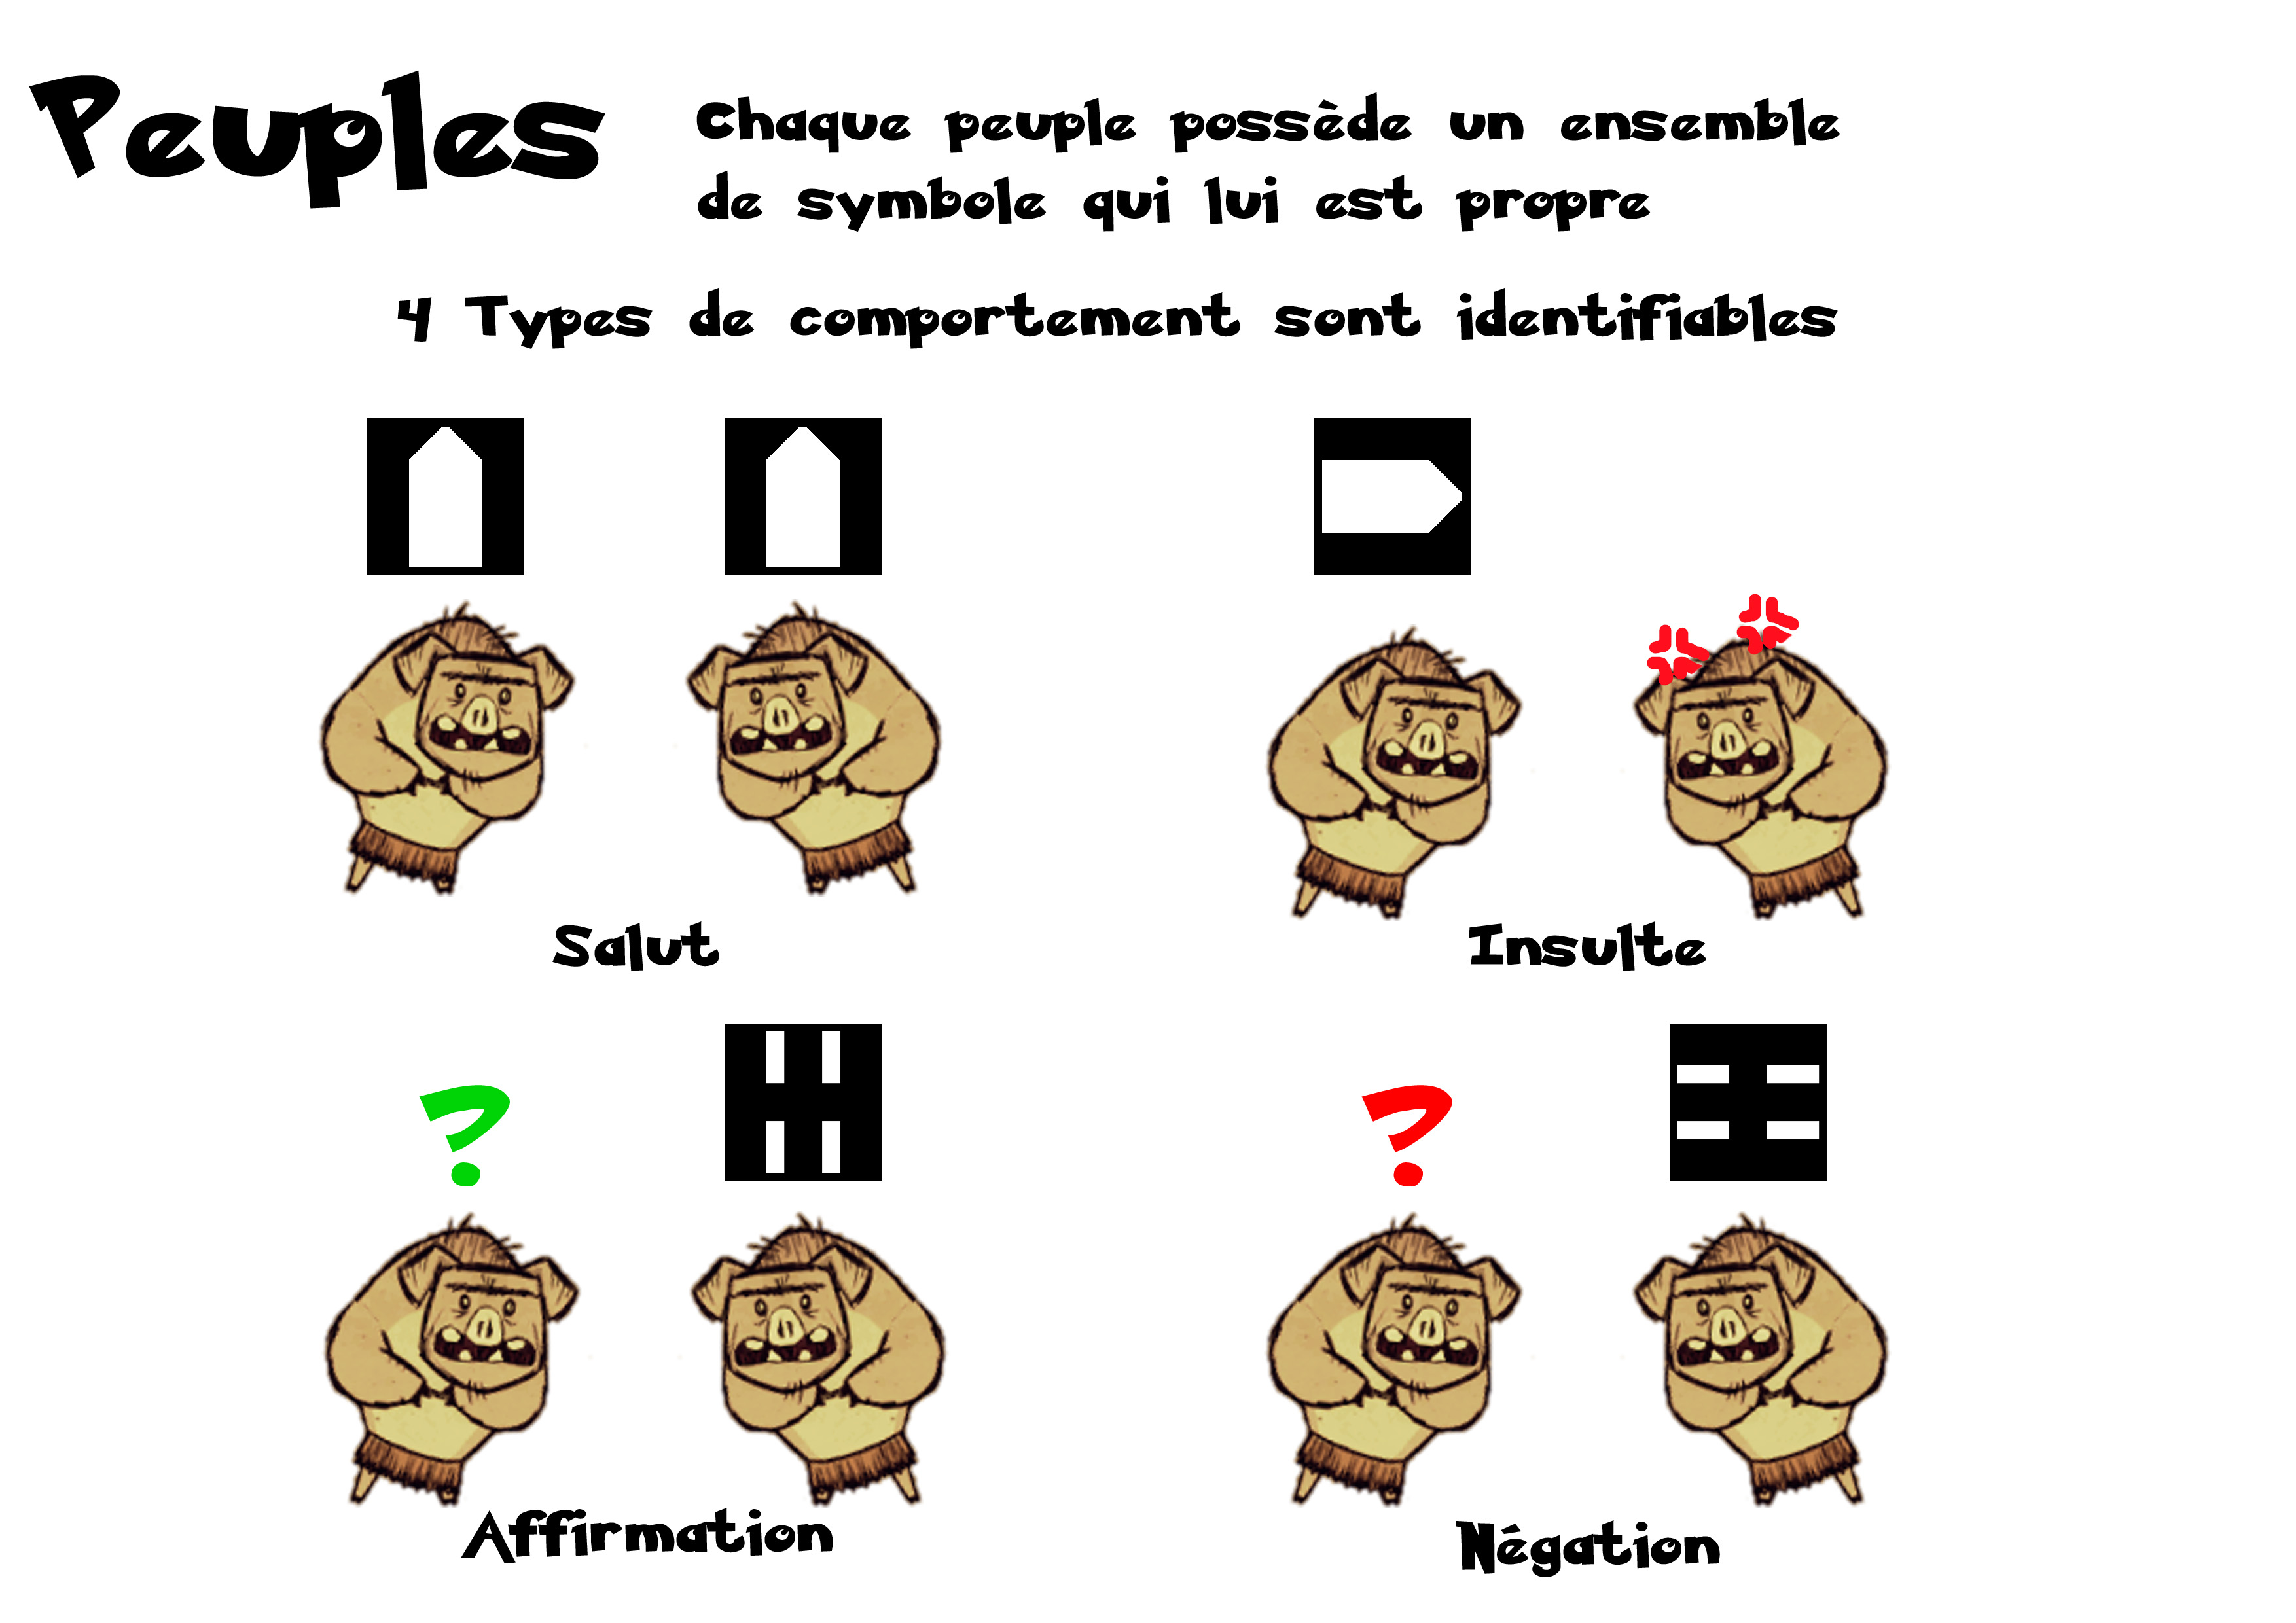 Peuples
Chaque peuple possède un ensemble
de symbole qui lui est propre
4 Types de comportement sont identifiables
Salut
Insulte
?
?
Affirmation
Négation